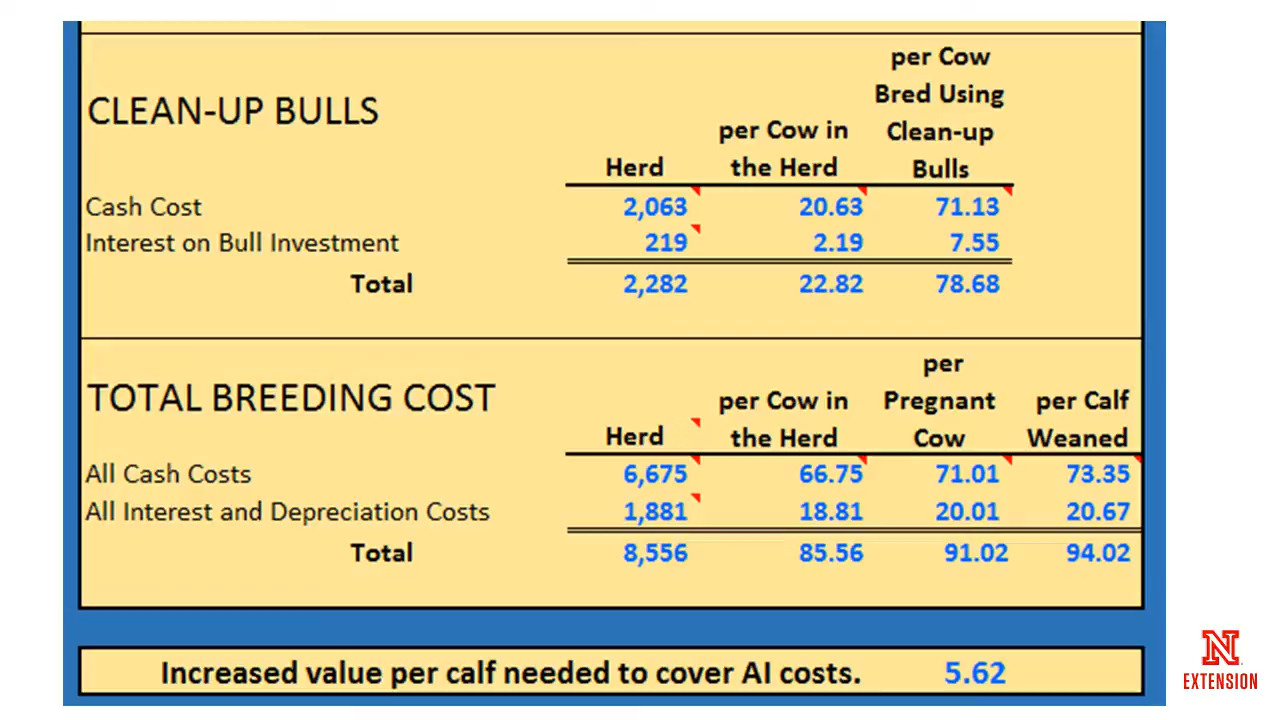 per Cow
Bred Using
CLEAN-UP BULLS
per Cow in Clean-up
Herd the Herd Bulls
Cash Cost 2,063 20.63 71.13
Interest on Bull Investment 219 2.19 7.55
Total 2,282 22.82 78.68
per
TOTAL BREEDING COST per Cow in Pregnant per Calf
Herd the Herd Cow Weaned
All Cash Costs 6,675 66.75 71.01 73.35
All Interest and Depreciation Costs 1,881 18.81 20.01 20.67
Total 8,556 85.56 91.02 94.02
Increased value per calf needed to cover AI costs. 5.62
N
EXTENSION